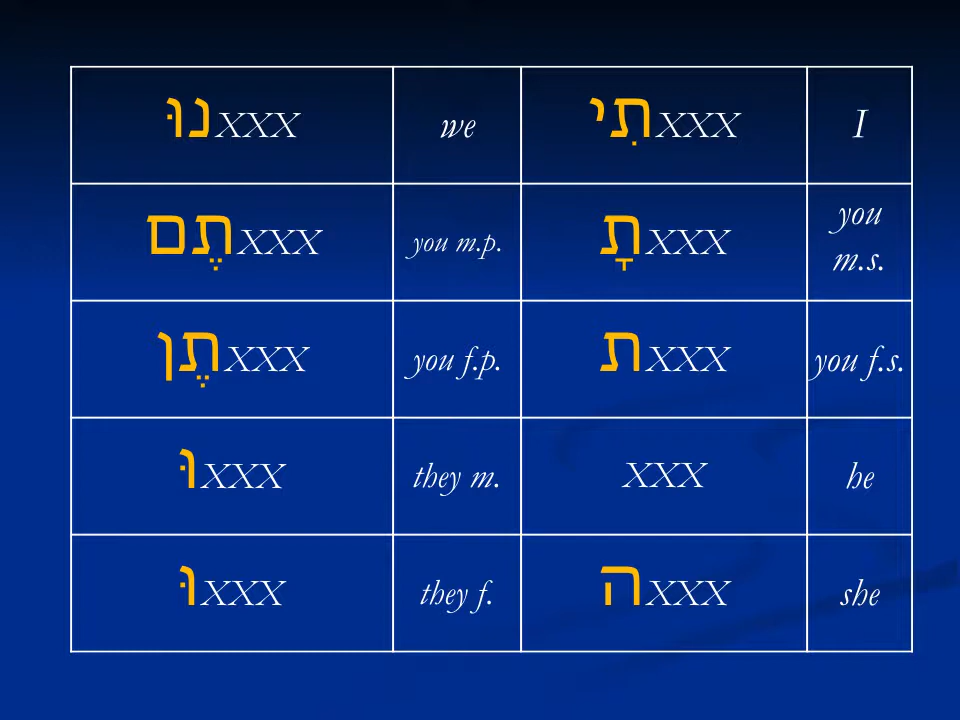 XXXנוּ we XXXתִי I
XXXתֶם you m.p. XXXתָ you
m.s.
XXXתֶן you f.p. XXXת you f.s.
XXXוּ they m. XXX he
XXXוּ they f. XXXה she